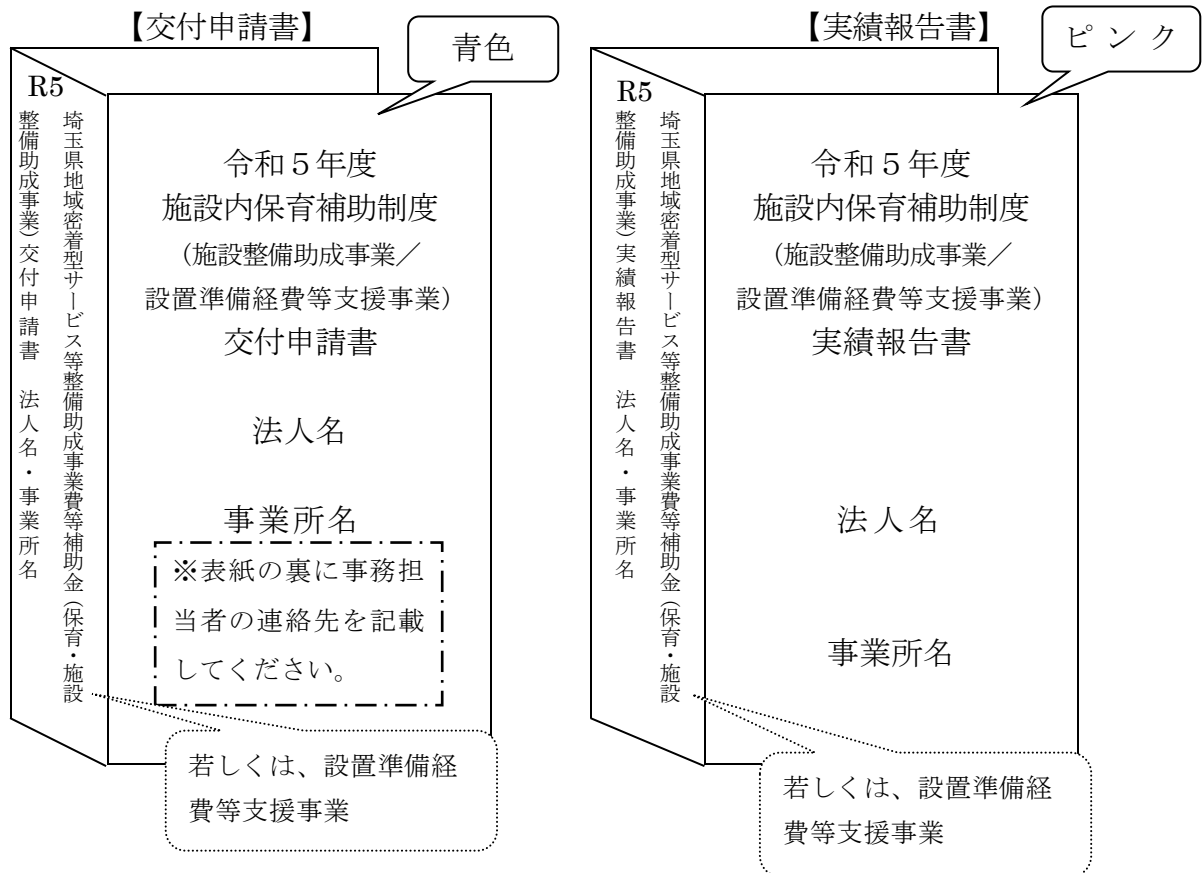 【交付申請書】
青色
R5
埼玉県地域密着型サービス等整備助成事業費等補助金（保育・施設
整備助成事業）交付申請書　法人名・事業所名
令和５年度
施設内保育補助制度
（施設整備助成事業／
設置準備経費等支援事業）
交付申請書
法人名
事業所名
※表紙の裏に事務担
当者の連絡先を記載
してください。
若しくは、設置準備経
費等支援事業
【実績報告書】
ピンク
R5
埼玉県地域密着型サービス等整備助成事業費等補助金（保育・施設
整備助成事業）実績報告書　法人名・事業所名
令和５年度
施設内保育補助制度
（施設整備助成事業／
設置準備経費等支援事業）
実績報告書
法人名
事業所名
若しくは、設置準備経
費等支援事業